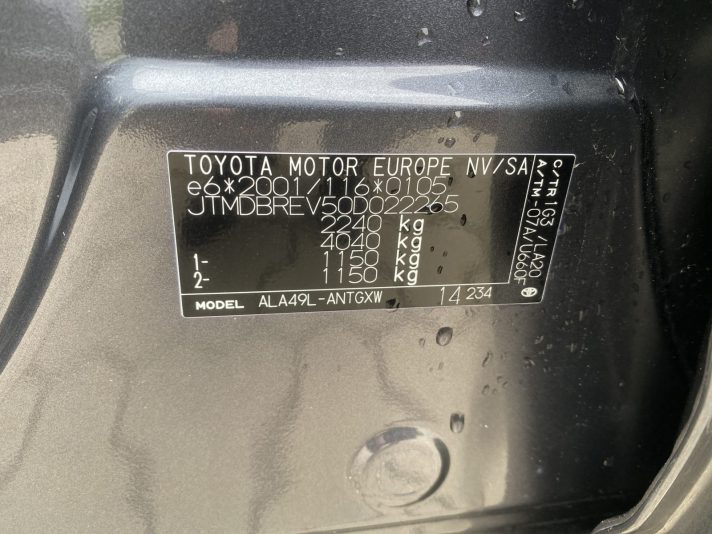 TOYOTA MOTOR EUROPE NV/SA
e6*2001/116*0105
JTMDBREV50D022265
2240 kg
4040 kg
1- 1150 kg
2- 1150 kg
MODEL ALA49L-ANTGXW 14 234
C/TR 1G3 /LA20
A/TM -07A/U660F